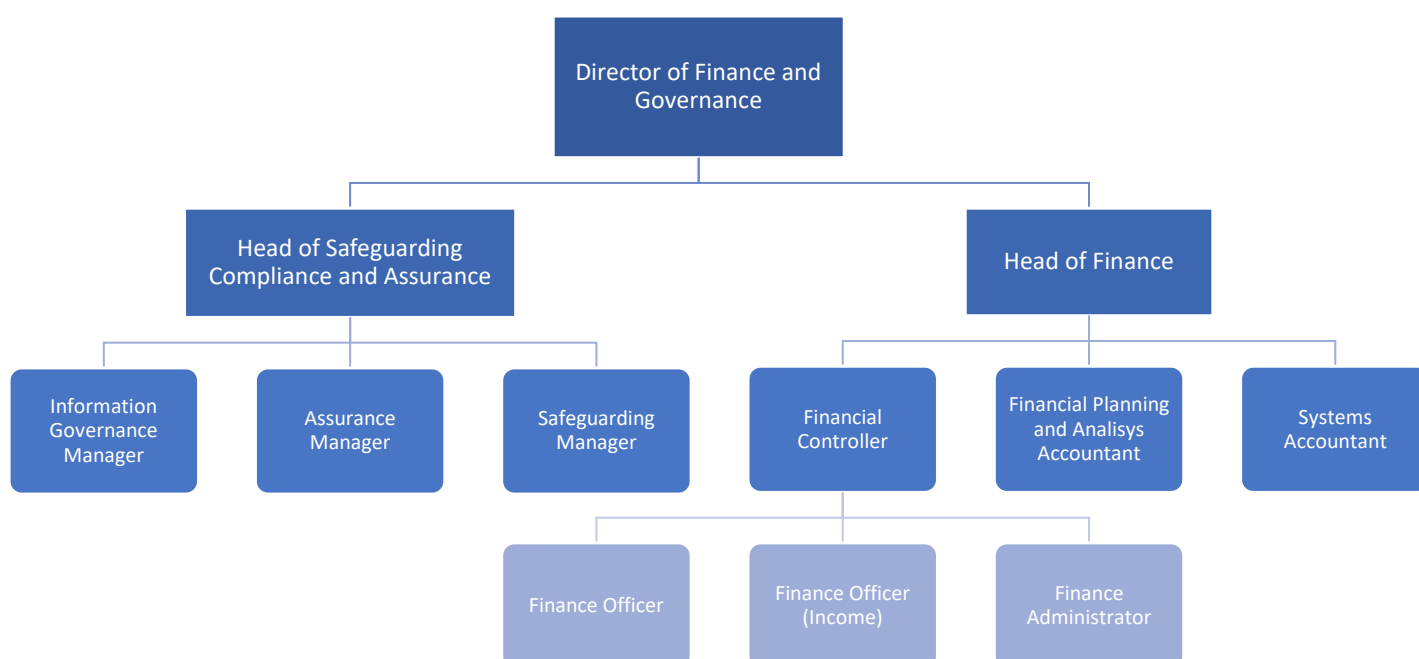 Director of Finance and
Governance
Head of Safeguarding
Compliance and Assurance
Head of Finance
Information
Governance
Manager
Assurance
Manager
Safeguarding
Manager
Financial
Controller
Financial Planning
and Analisys
Accountant
Systems
Accountant
Finance Officer
Finance Officer
(Income)
Finance
Administrator